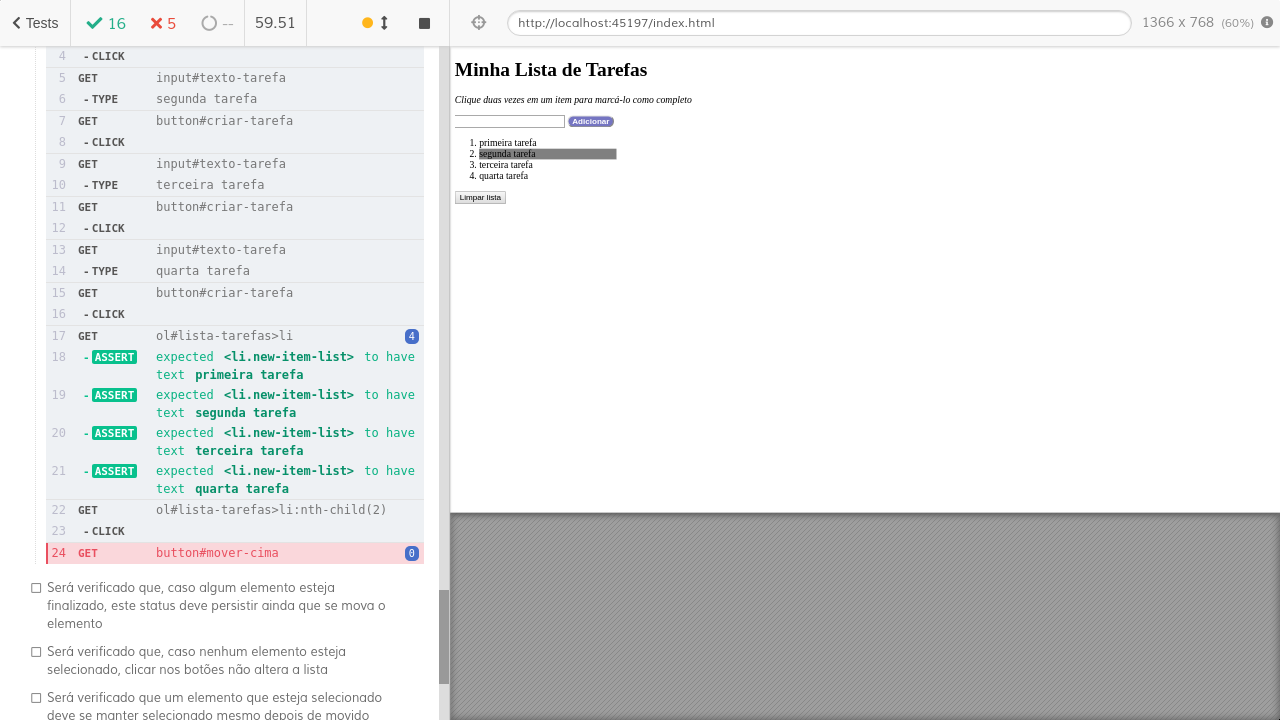 Tests 16 5 -- 59.51 http://localhost:45197/index.html 1366 x 768 (60%)
4 - CLICK
5 GET input#texto-tarefa
6 - TYPE segunda tarefa
7 GET button#criar-tarefa
8 - CLICK
9 GET input#texto-tarefa
10 - TYPE terceira tarefa
11 GET button#criar-tarefa
12 - CLICK
13 GET input#texto-tarefa
14 - TYPE quarta tarefa
15 GET button#criar-tarefa
16 - CLICK
17 GET ol#lista-tarefas>li 4
18 - ASSERT expected <li.new-item-list> to have
text primeira tarefa
19 - ASSERT expected <li.new-item-list> to have
text segunda tarefa
20 - ASSERT expected <li.new-item-list> to have
text terceira tarefa
21 - ASSERT expected <li.new-item-list> to have
text quarta tarefa
22 GET ol#lista-tarefas>li:nth-child(2)
23 - CLICK
24 GET button#mover-cima 0
Será verificado que, caso algum elemento esteja
finalizado, este status deve persistir ainda que se mova o
elemento
Será verificado que, caso nenhum elemento esteja
selecionado, clicar nos botões não altera a lista
Será verificado que um elemento que esteja selecionado
deve se manter selecionado mesmo depois de movido
Minha Lista de Tarefas
Clique duas vezes em um item para marcá-lo como completo
Adicionar
1. primeira tarefa
2. segunda tarefa
3. terceira tarefa
4. quarta tarefa
Limpar lista